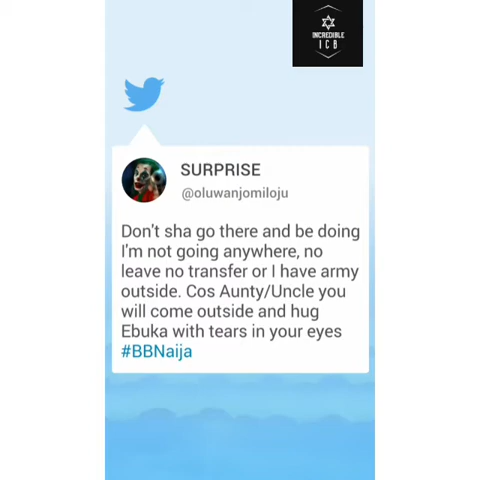 INCREDIBLE
ICB
SURPRISE
@oluwanjomiloju
Don't sha go there and be doing
I'm not going anywhere, no
leave no transfer or I have army
outside. Cos Aunty/Uncle you
will come outside and hug
Ebuka with tears in your eyes
#BBNaija